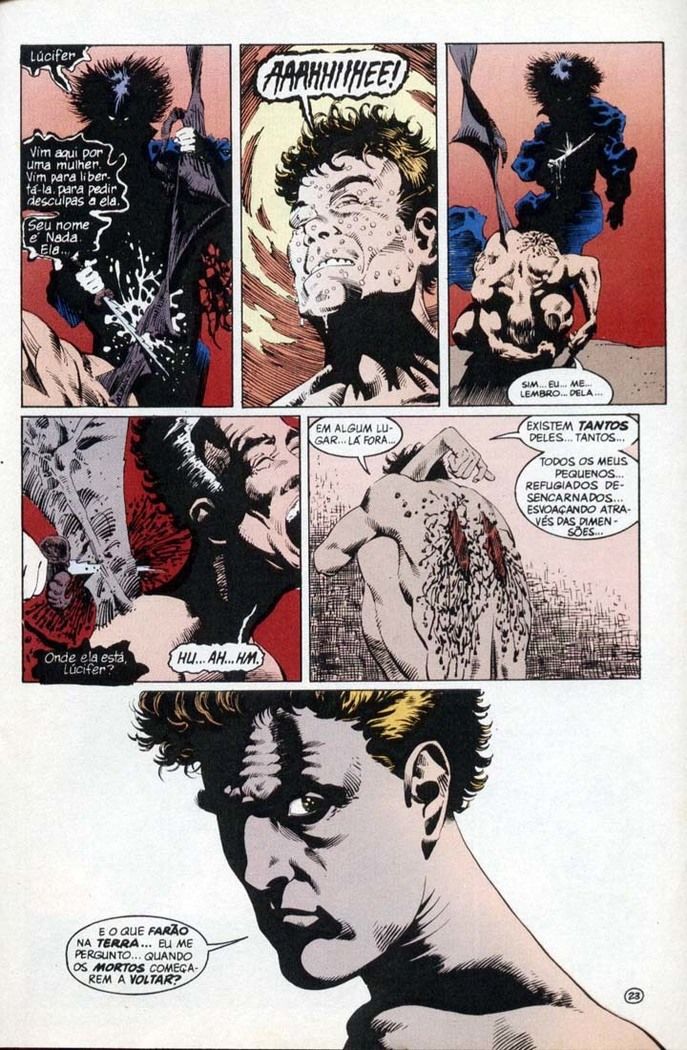 Lúcifer
Vim aqui por
uma mulher.
Vim para liber-
tá-la. para pedir
desculpas a ela.
Seu nome
é Nada.
Ela...
AAAHHIIHEE!
SIM... EU... ME...
LEMBRO... DELA...
Onde ela está,
Lúcifer?
HU... AH... HM.
EM ALGUM LU-
GAR... LÁ FORA...
EXISTEM TANTOS
DELES... TANTOS...
TODOS OS MEUS
PEQUENOS...
REFUGIADOS DE-
SENCARNADOS...
ESVOAÇANDO ATRA-
VÉS DAS DIMEN-
SÕES...
E O QUE FARÃO
NA TERRA... EU ME
PERGUNTO... QUANDO
OS MORTOS COMEÇA-
REM A VOLTAR?
23